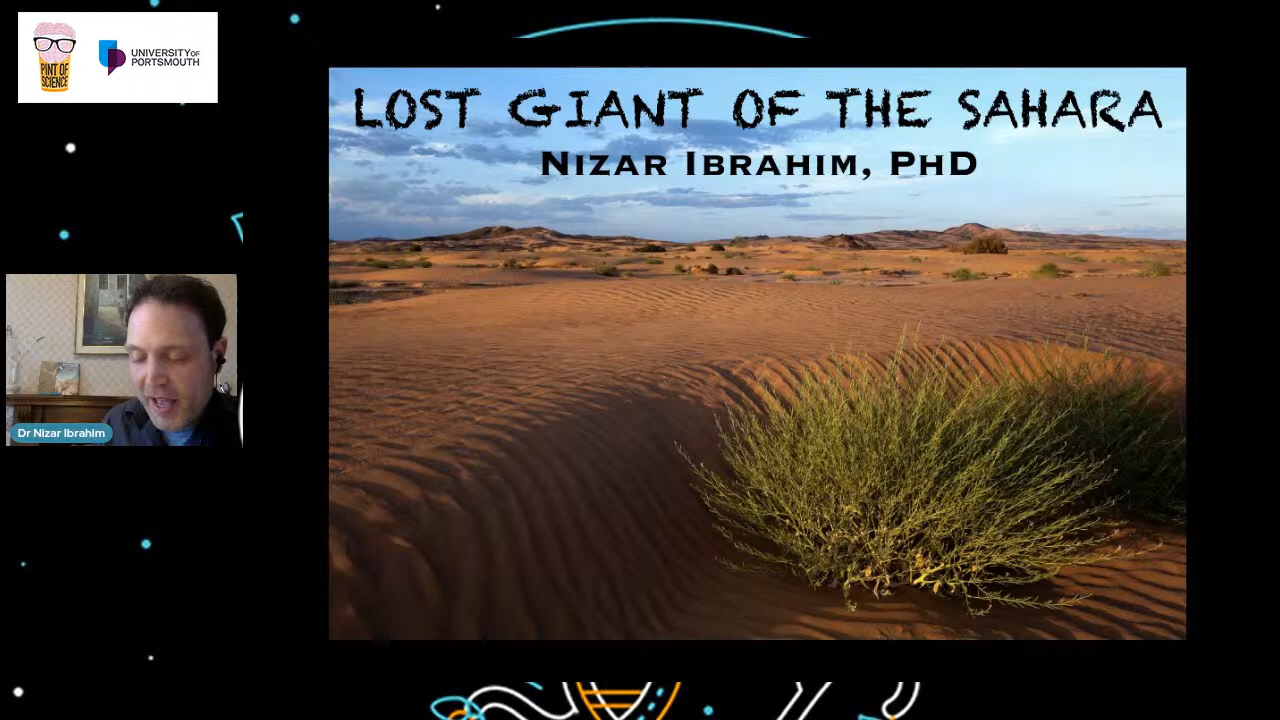 PINT OF
SCIENCE
UNIVERSITY OF
PORTSMOUTH
LOST GIANT OF THE SAHARA
NIZAR IBRAHIM, PHD
Dr Nizar Ibrahim